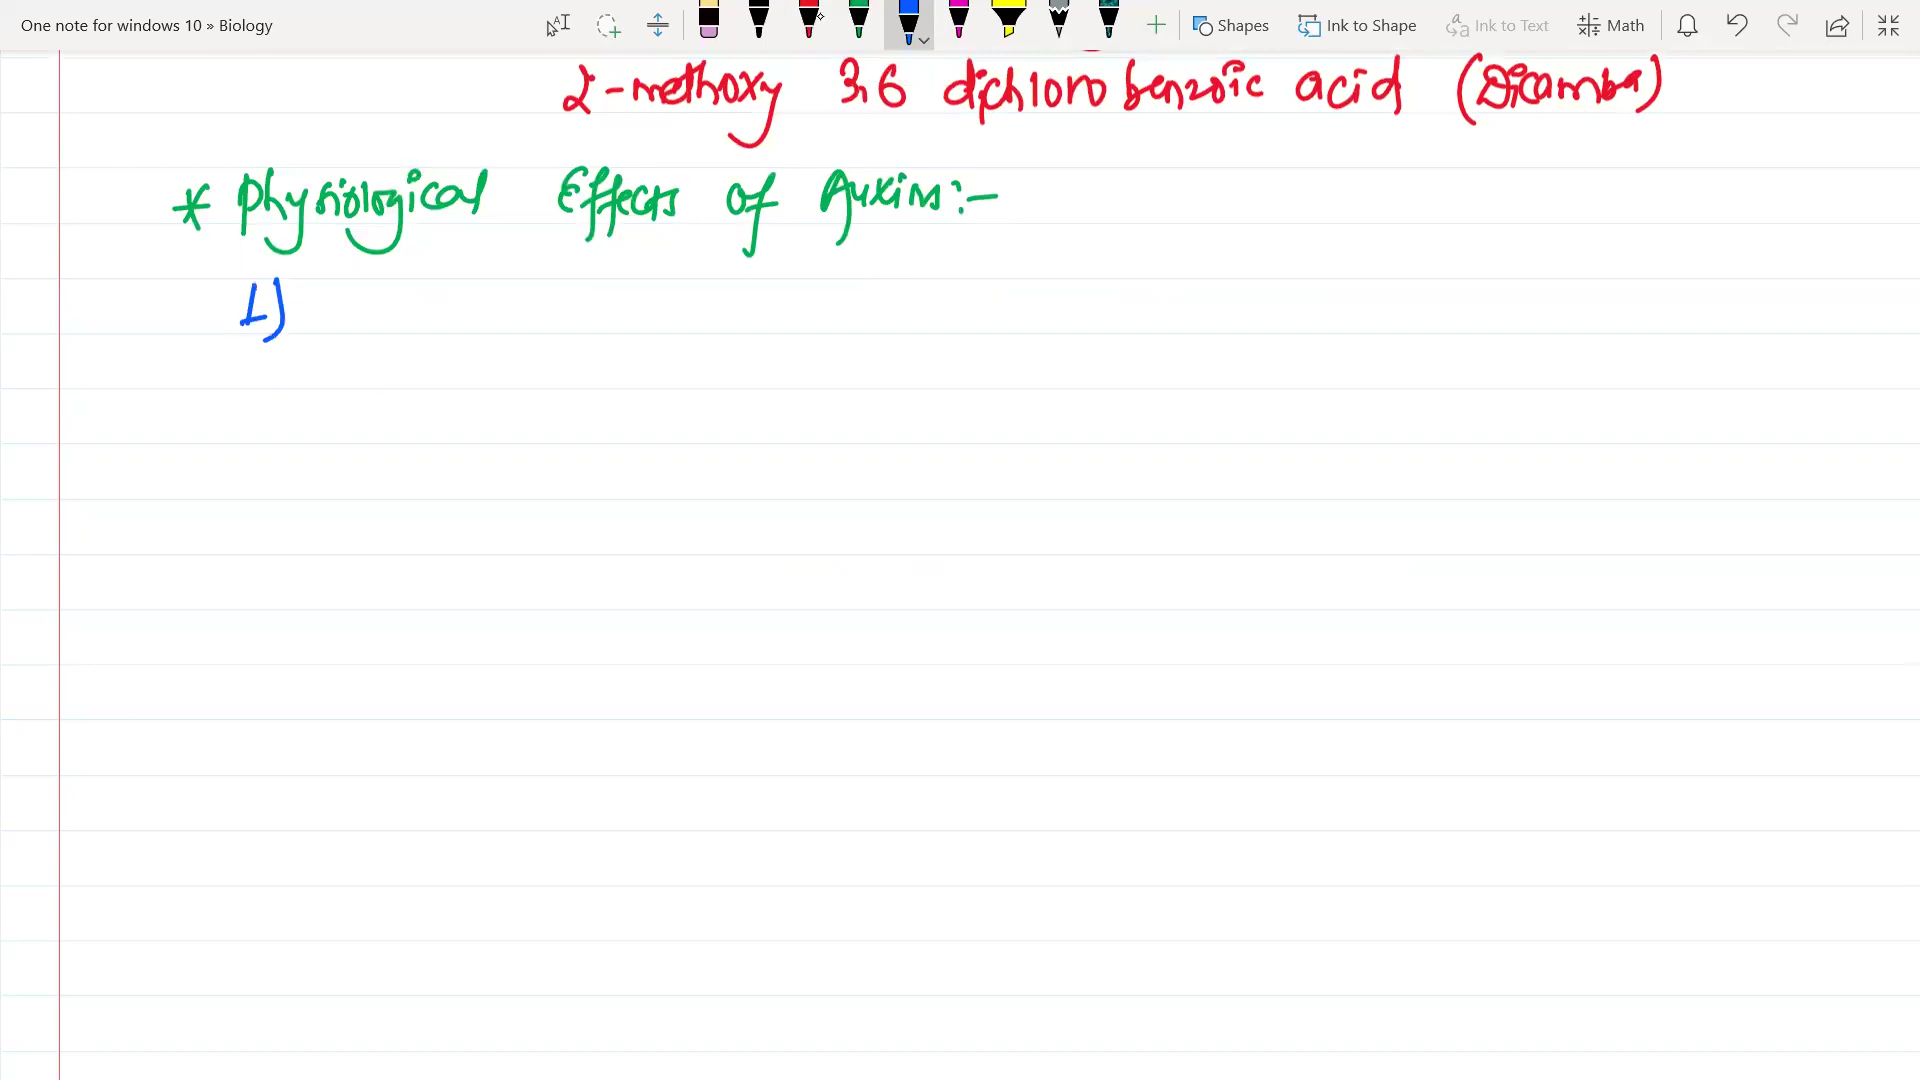 One note for windows 10 » Biology Shapes Ink to Shape Ink to Text Math
2-methoxy 3,6 dichloro benzoic acid (Dicamba)
* Physiological Effects of Auxins:-
1)